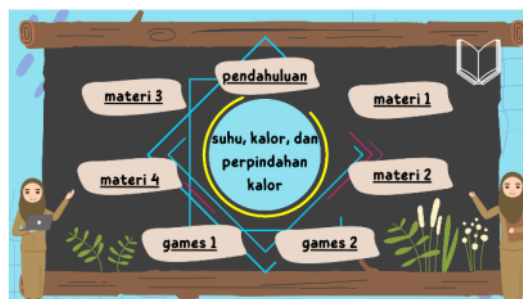 pendahuluan
materi 3
materi 1
suhu, kalor, dan
perpindahan
kalor
materi 4
materi 2
games 1
games 2